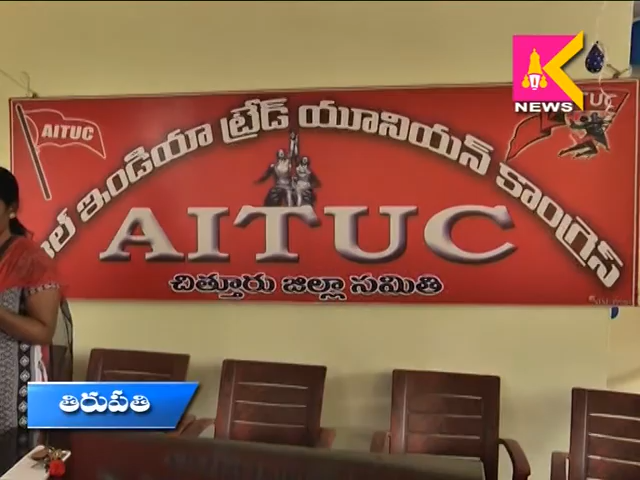 K
NEWS
AITUC
ఇండియా ట్రేడ్ యూనియన్ కాంగ్రెస్
AITUC
చిత్తూరు జిల్లా సమితి
తిరుపతి